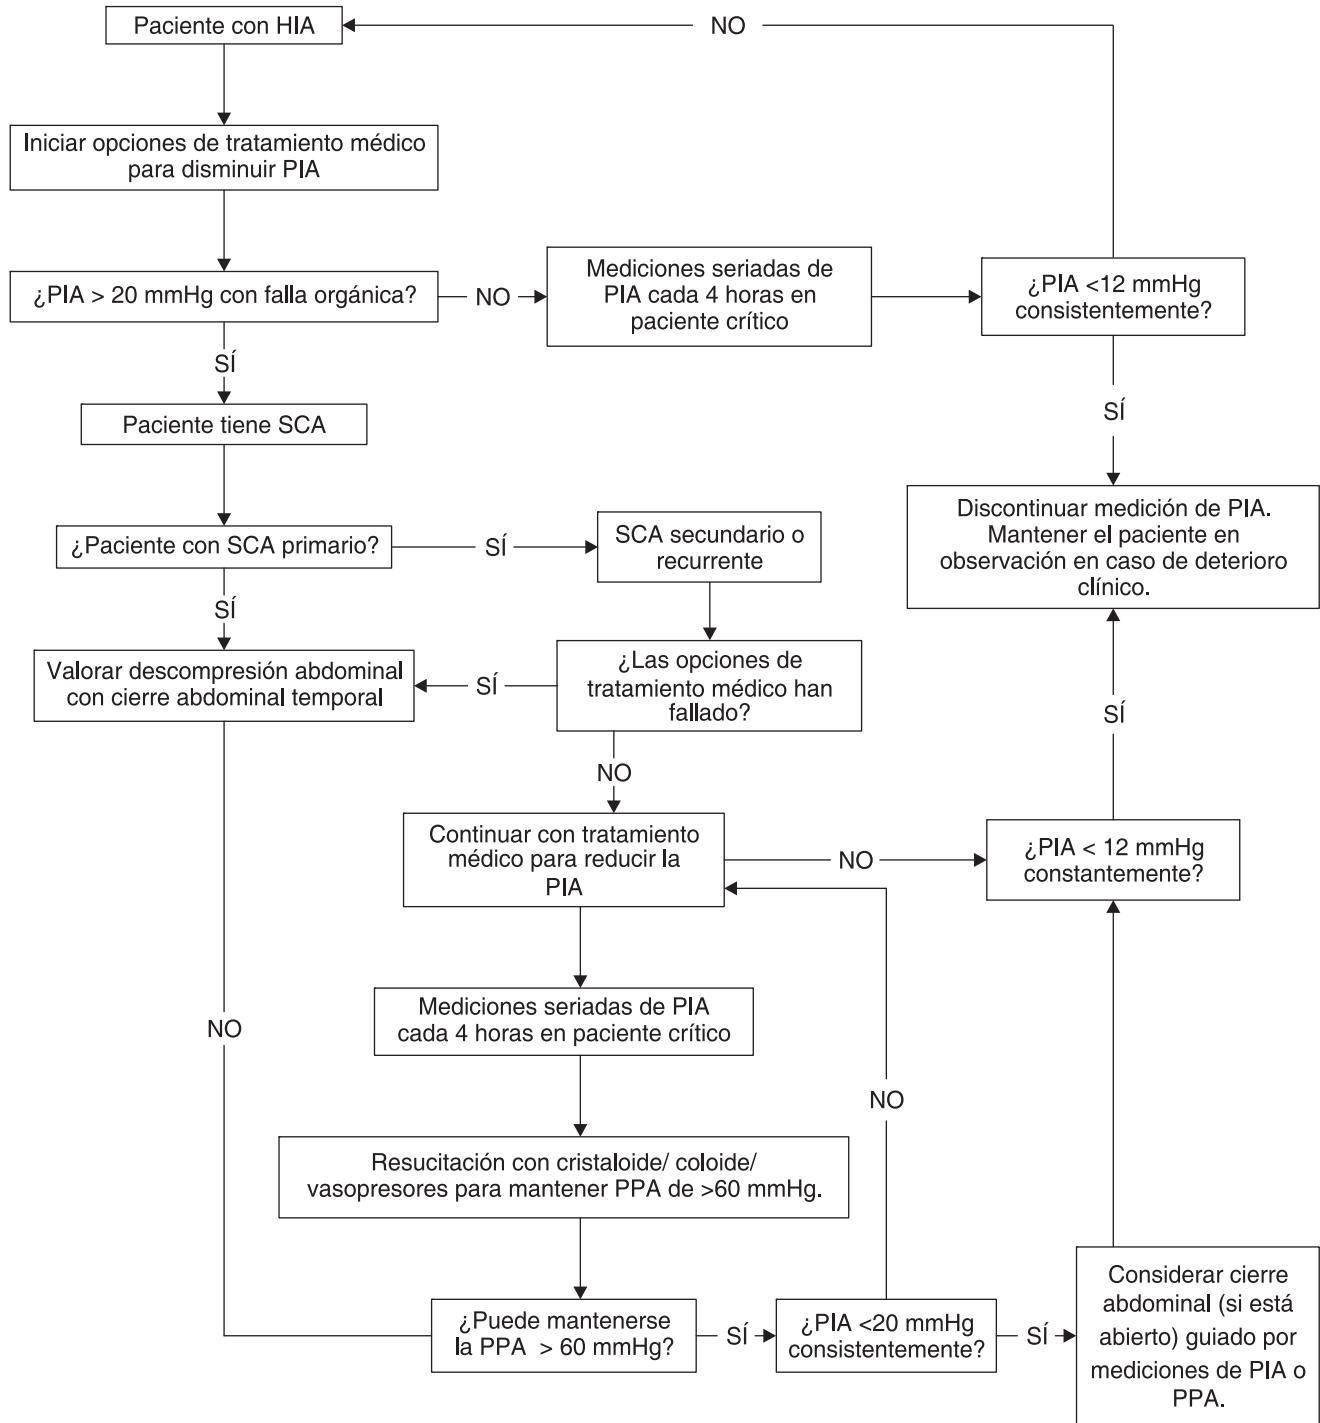 Paciente con HIA
NO
Iniciar opciones de tratamiento médico
para disminuir PIA
¿PIA > 20 mmHg con falla orgánica?
NO
Mediciones seriadas de
PIA cada 4 horas en
paciente crítico
¿PIA <12 mmHg
consistentemente?
SÍ
SÍ
Paciente tiene SCA
Discontinuar medición de PIA.
Mantener el paciente en
observación en caso de deterioro
clínico.
¿Paciente con SCA primario?
SÍ
SCA secundario o
recurrente
SÍ
Valorar descompresión abdominal
con cierre abdominal temporal
SÍ
¿Las opciones de
tratamiento médico han
fallado?
SÍ
NO
Continuar con tratamiento
médico para reducir la
PIA
NO
¿PIA < 12 mmHg
constantemente?
Mediciones seriadas de PIA
cada 4 horas en paciente crítico
NO
NO
Resucitación con cristaloide/ coloide/
vasopresores para mantener PPA de >60 mmHg.
¿Puede mantenerse
la PPA > 60 mmHg?
SÍ
¿PIA <20 mmHg
consistentemente?
SÍ
Considerar cierre
abdominal (si está
abierto) guiado por
mediciones de PIA o
PPA.